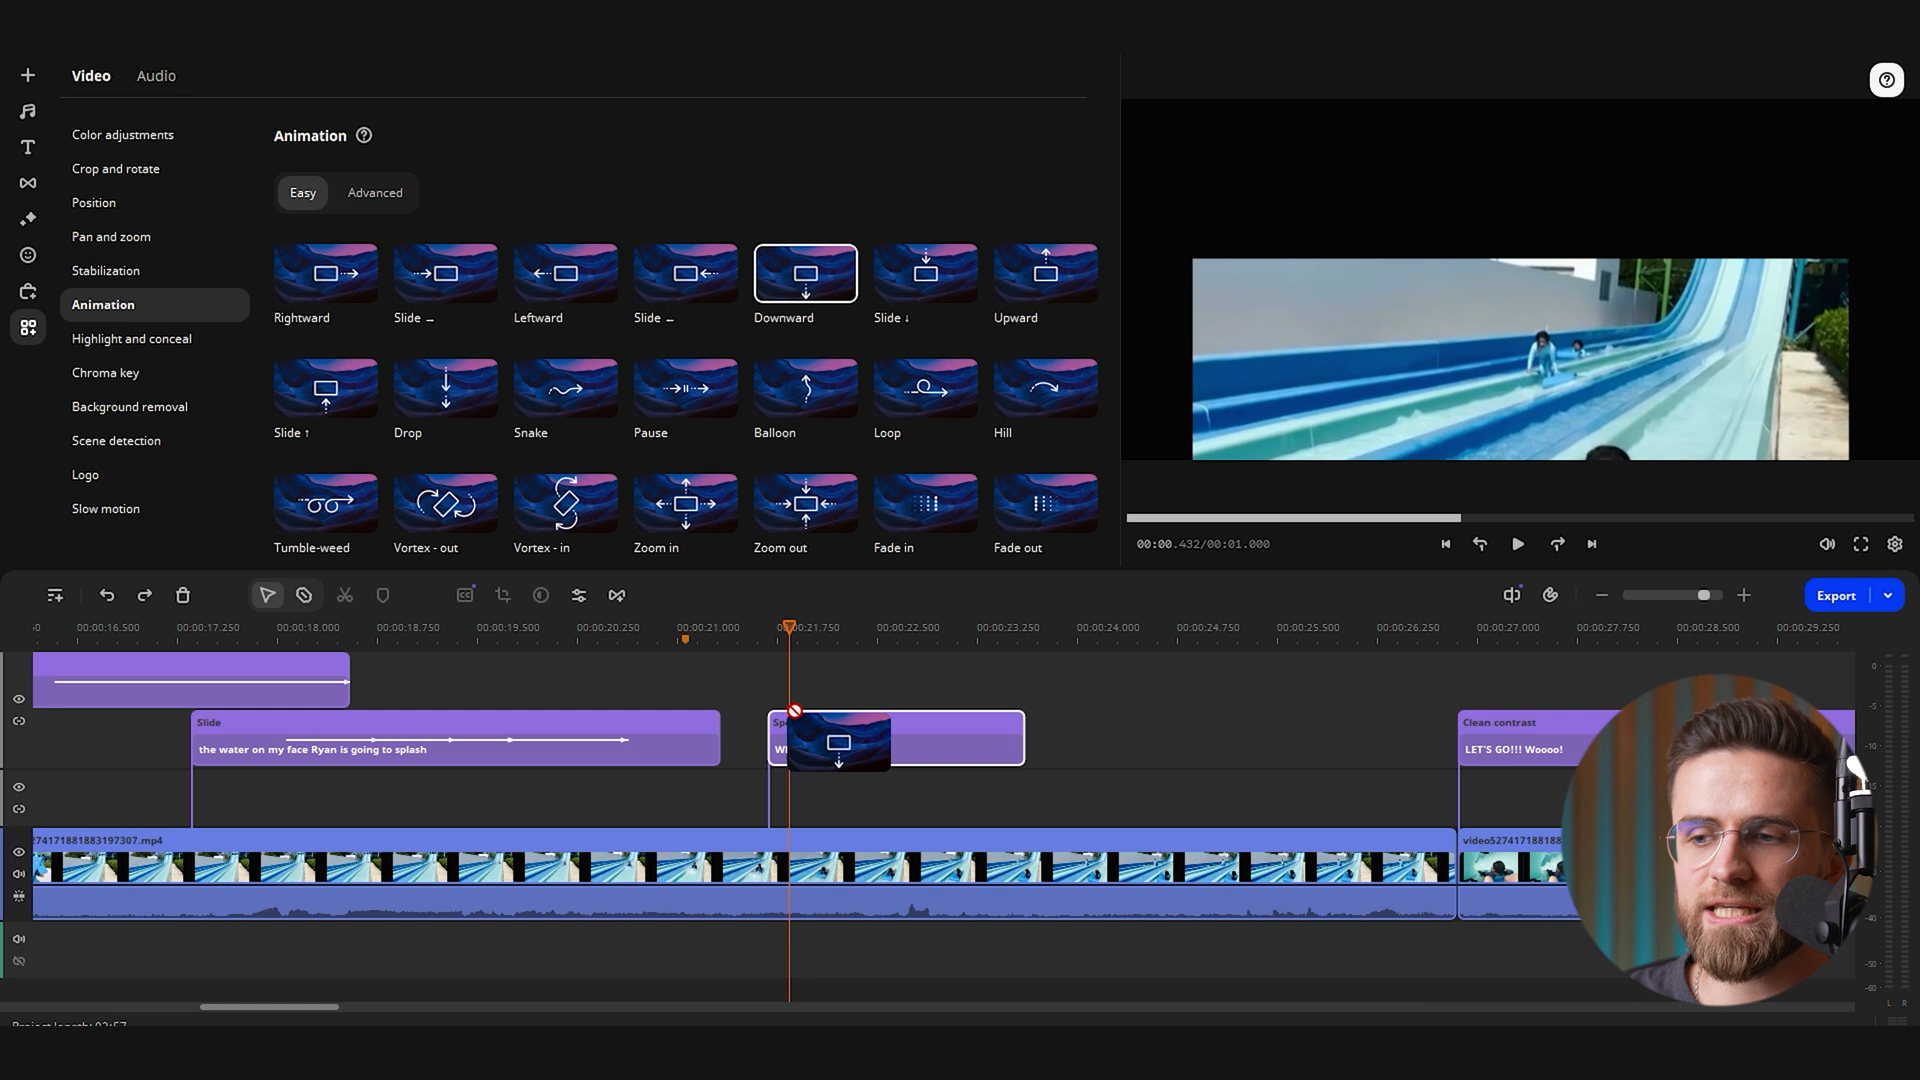 Video Audio
Color adjustments
Crop and rotate
Position
Pan and zoom
Stabilization
Animation
Highlight and conceal
Chroma key
Background removal
Scene detection
Logo
Slow motion
Animation
Easy Advanced
Rightward Slide → Leftward Slide ← Downward Slide ↓ Upward
Slide ↑ Drop Snake Pause Balloon Loop Hill
Tumble-weed Vortex - out Vortex - in Zoom in Zoom out Fade in Fade out
00:00.432/00:01.000
Export
00:00:16.500 00:00:17.250 00:00:18.000 00:00:18.750 00:00:19.500 00:00:20.250 00:00:21.000 00:00:21.750 00:00:22.500 00:00:23.250 00:00:24.000 00:00:24.750 00:00:25.500 00:00:26.250 00:00:27.000 00:00:27.750 00:00:28.500 00:00:29.250
Slide
the water on my face Ryan is going to splash
Clean contrast
LET'S GO!!! Woooo!
274171881883197307.mp4
video527417188188
0
-5
-10
-40
-50
-60
L R
Project length: 02:57